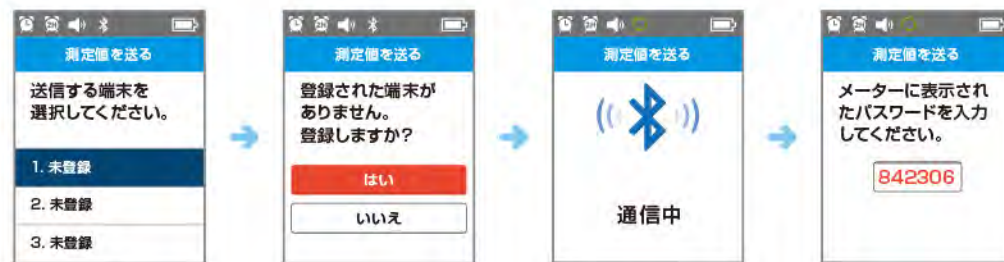 測定値を送る
送信する端末を
選択してください。
1. 未登録
2. 未登録
3. 未登録
測定値を送る
登録された端末が
ありません。
登録しますか?
はい
いいえ
測定値を送る
通信中
測定値を送る
メーターに表示され
たパスワードを入力
してください。
842306